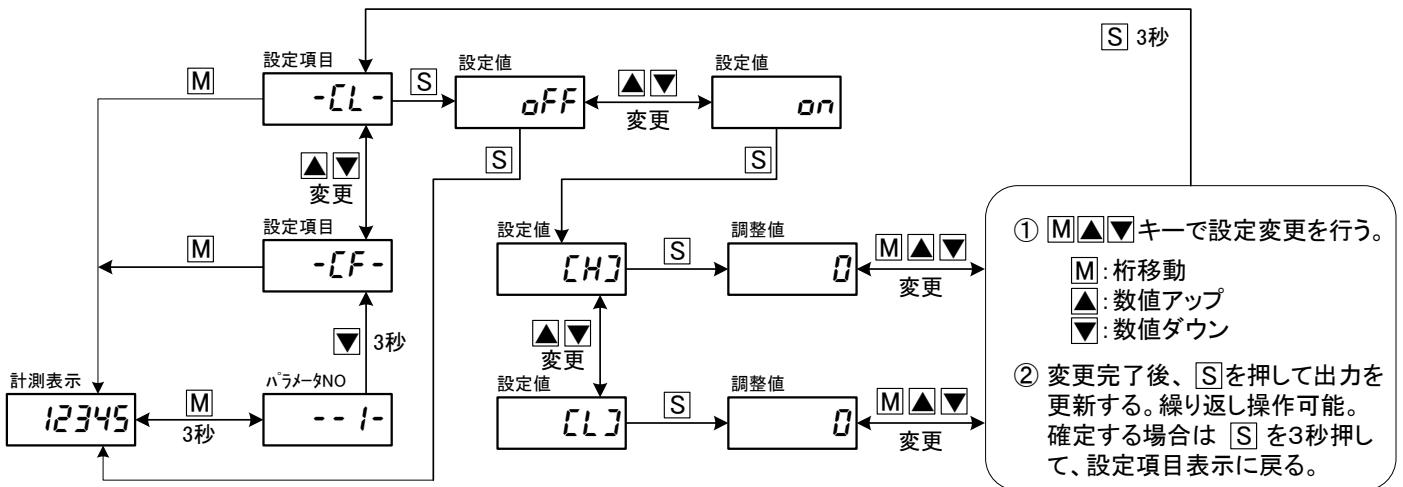 S 3秒
設定項目
-CL-
M
S
設定値
oFF
▲▼
変更
設定値
on
S
S
▲▼
変更
設定項目
-CF-
M
▼ 3秒
計測表示
12345
M
3秒
パラメータNO
--1-
設定値
[H]
S
調整値
0
M▲▼
変更
▲▼
変更
設定値
[L]
S
調整値
0
M▲▼
変更
① M▲▼キーで設定変更を行う。
M:桁移動
▲:数値アップ
▼:数値ダウン
② 変更完了後、Sを押して出力を
更新する。繰り返し操作可能。
確定する場合は S を3秒押し
て、設定項目表示に戻る。